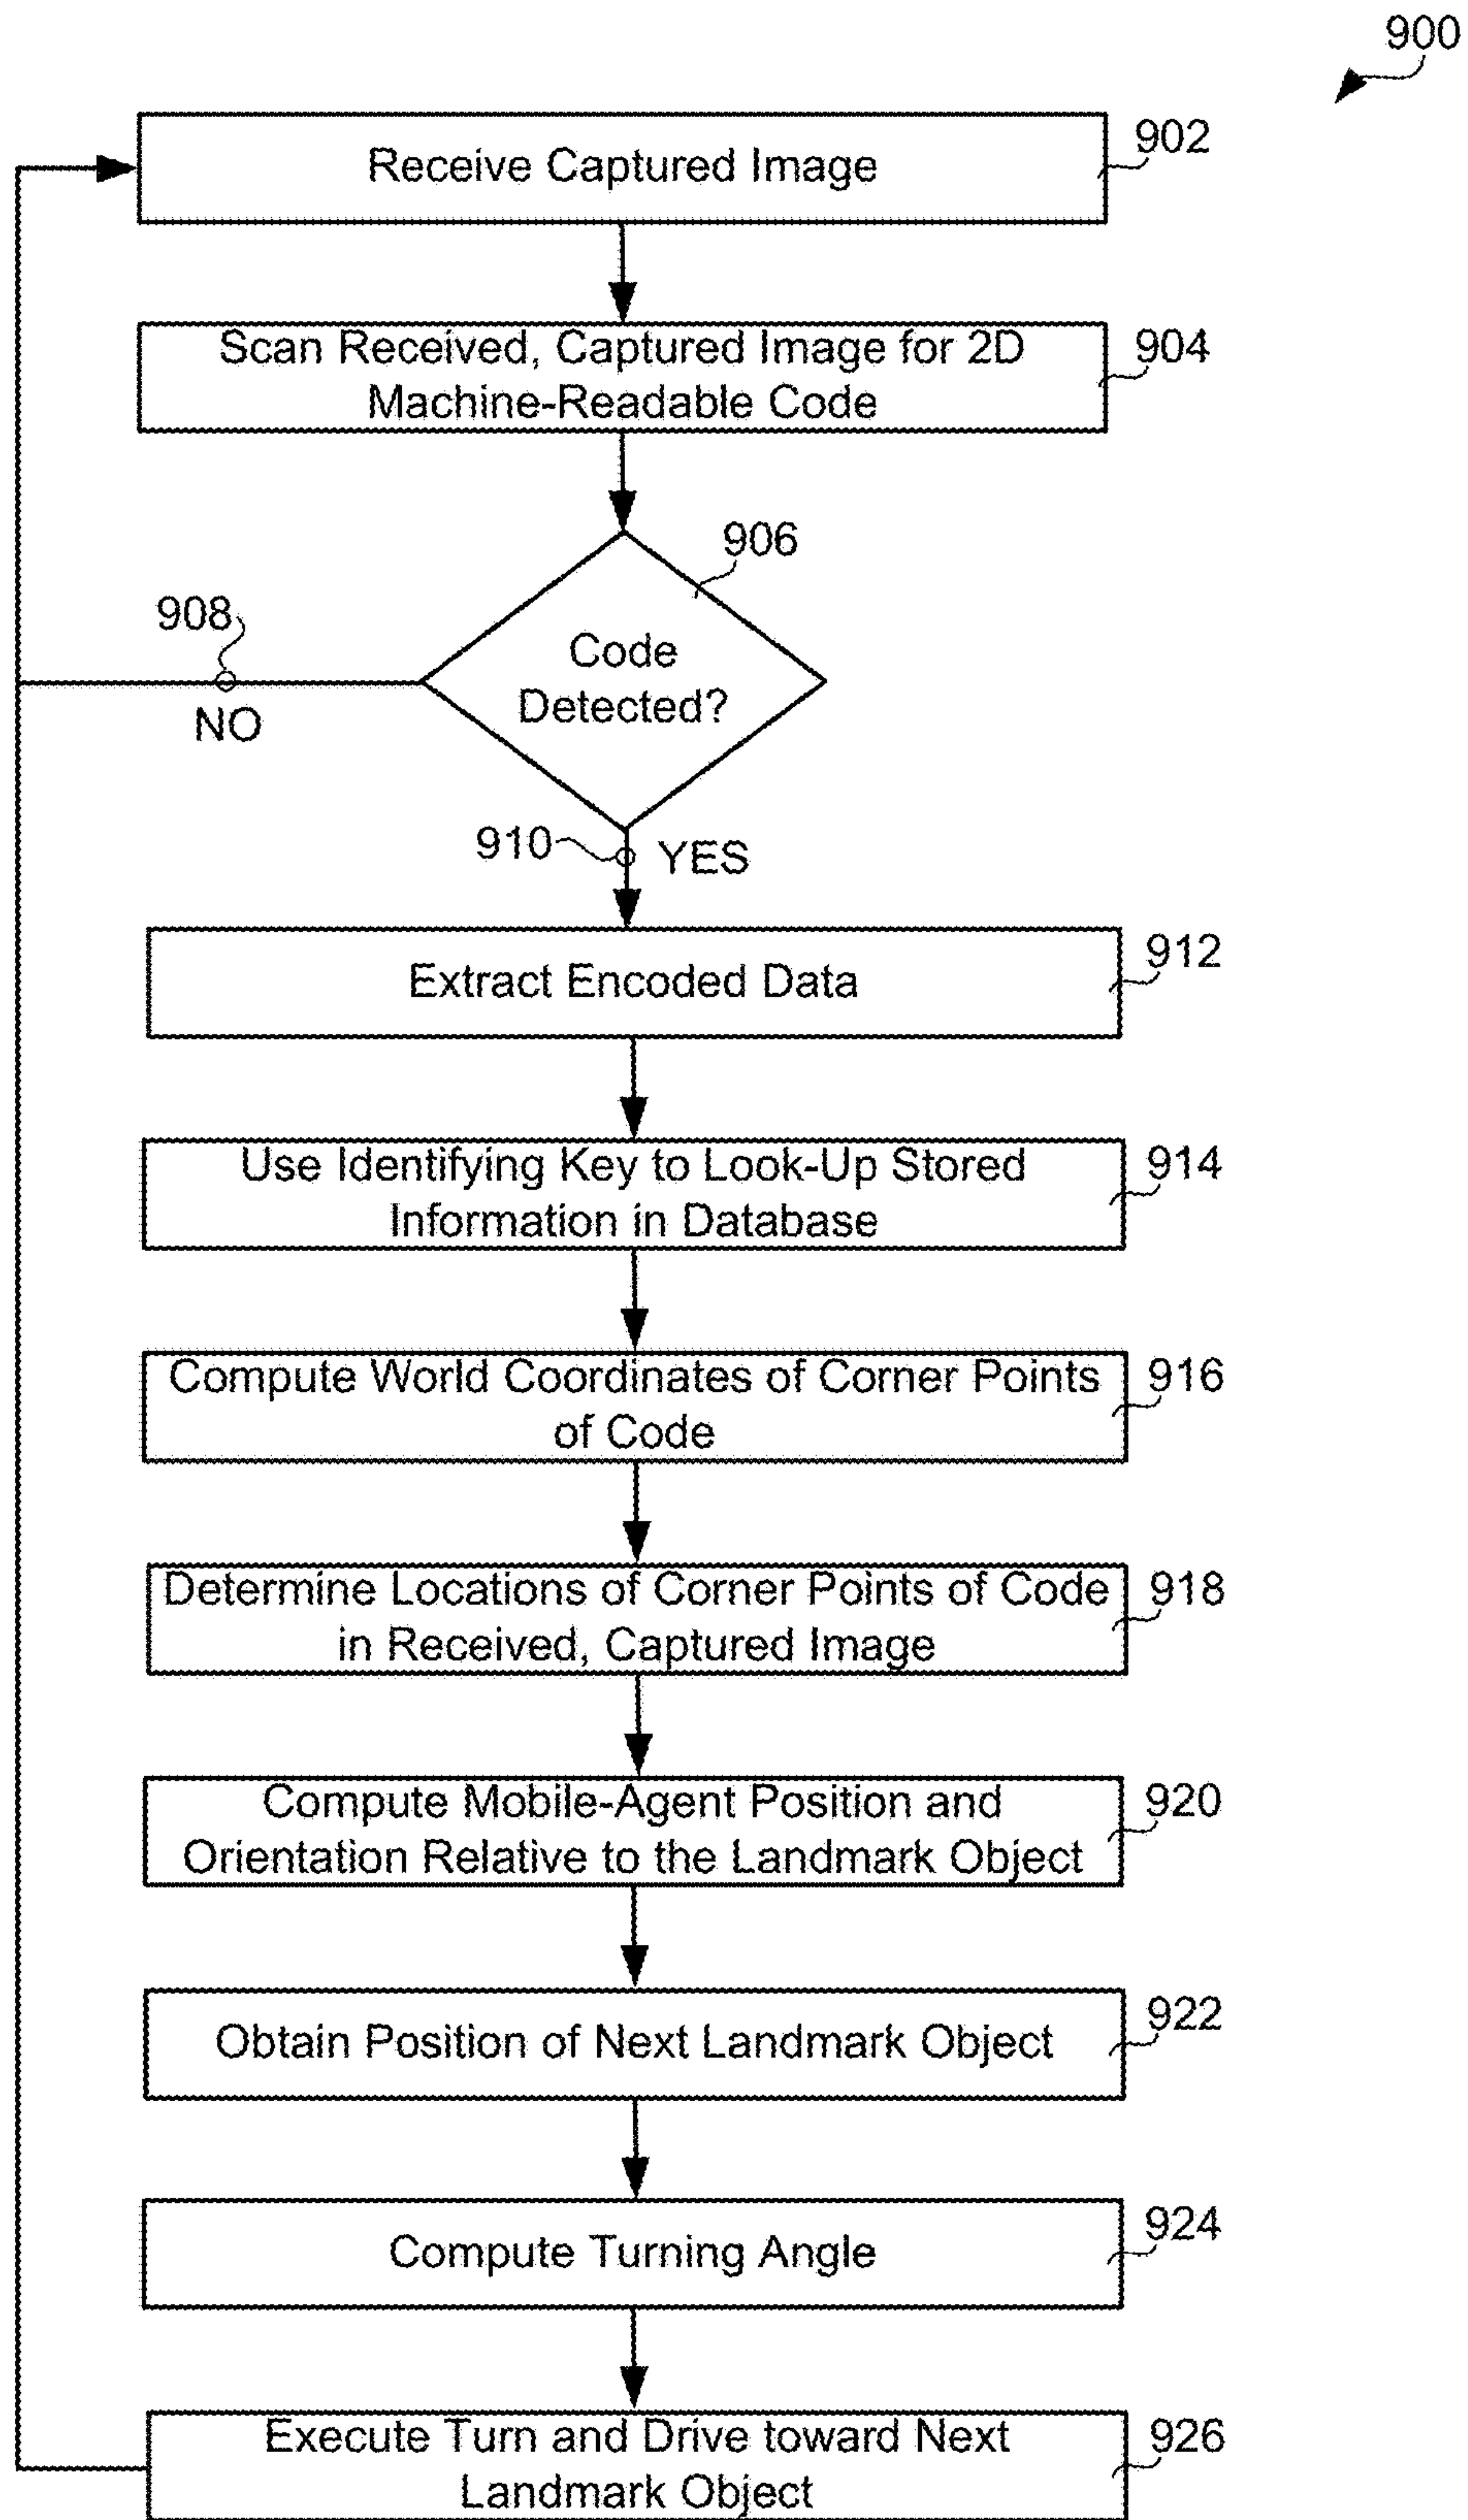 900
Receive Captured Image
902
Scan Received, Captured Image for 2D
Machine-Readable Code
904
906
Code
Detected?
908
NO
910
YES
Extract Encoded Data
912
Use Identifying Key to Look-Up Stored
Information in Database
914
Compute World Coordinates of Corner Points
of Code
916
Determine Locations of Corner Points of Code
in Received, Captured Image
918
Compute Mobile-Agent Position and
Orientation Relative to the Landmark Object
920
Obtain Position of Next Landmark Object
922
Compute Turning Angle
924
Execute Turn and Drive toward Next
Landmark Object
926